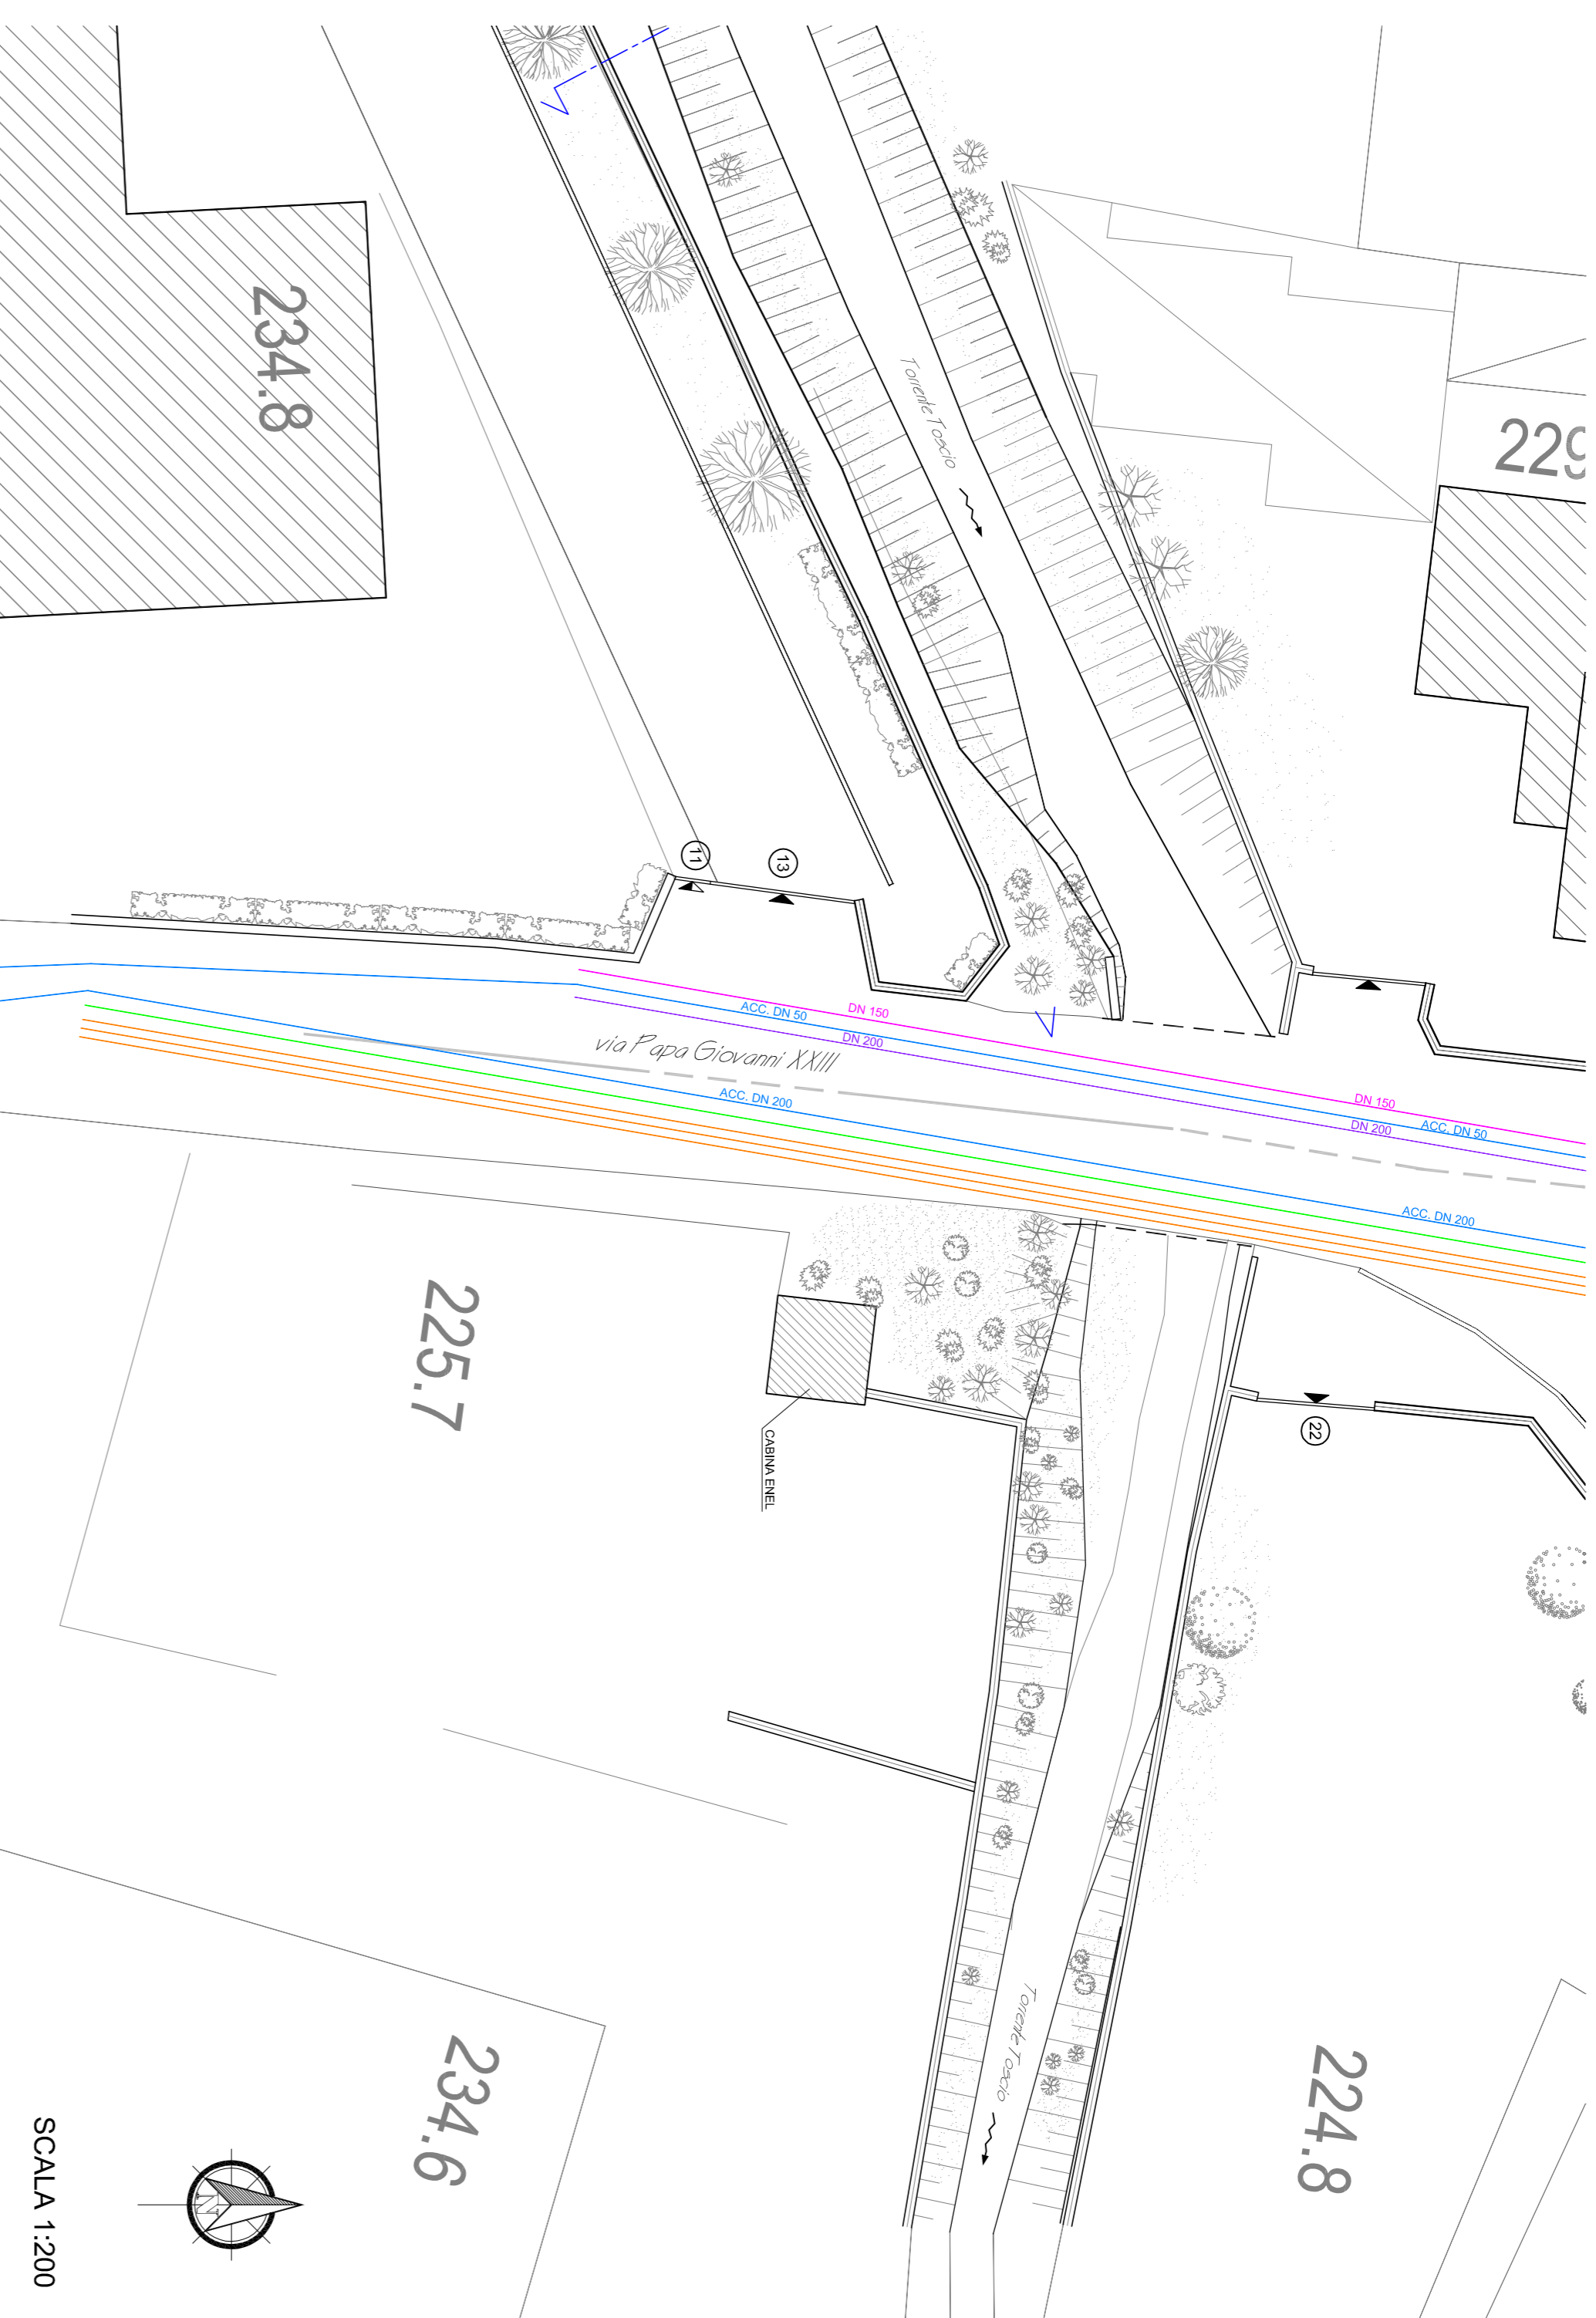 234.8
229
Torrente Toscio
11
13
DN 150
ACC. DN 50
DN 200
via Papa Giovanni XXIII
ACC. DN 200
DN 150
ACC. DN 50
DN 200
ACC. DN 200
225.7
CABINA ENEL
22
Torrente Toscio
224.8
234.6
N
SCALA 1:200